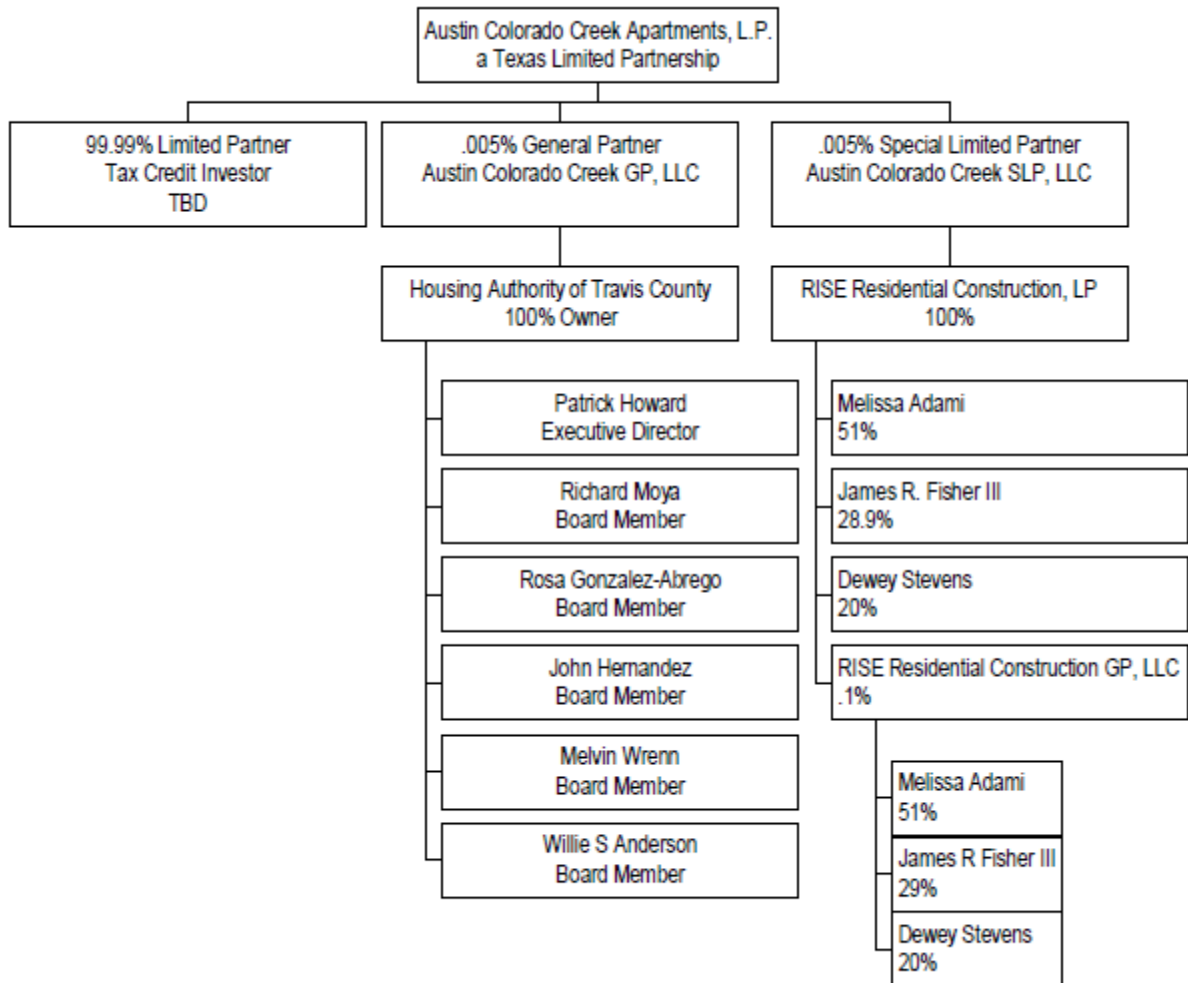 Austin Colorado Creek Apartments, L.P.
a Texas Limited Partnership
99.99% Limited Partner
Tax Credit Investor
TBD
.005% General Partner
Austin Colorado Creek GP, LLC
.005% Special Limited Partner
Austin Colorado Creek SLP, LLC
Housing Authority of Travis County
100% Owner
RISE Residential Construction, LP
100%
Patrick Howard
Executive Director
Richard Moya
Board Member
Rosa Gonzalez-Abrego
Board Member
John Hernandez
Board Member
Melvin Wrenn
Board Member
Willie S Anderson
Board Member
Melissa Adami
51%
James R. Fisher III
28.9%
Dewey Stevens
20%
RISE Residential Construction GP, LLC
.1%
Melissa Adami
51%
James R Fisher III
29%
Dewey Stevens
20%